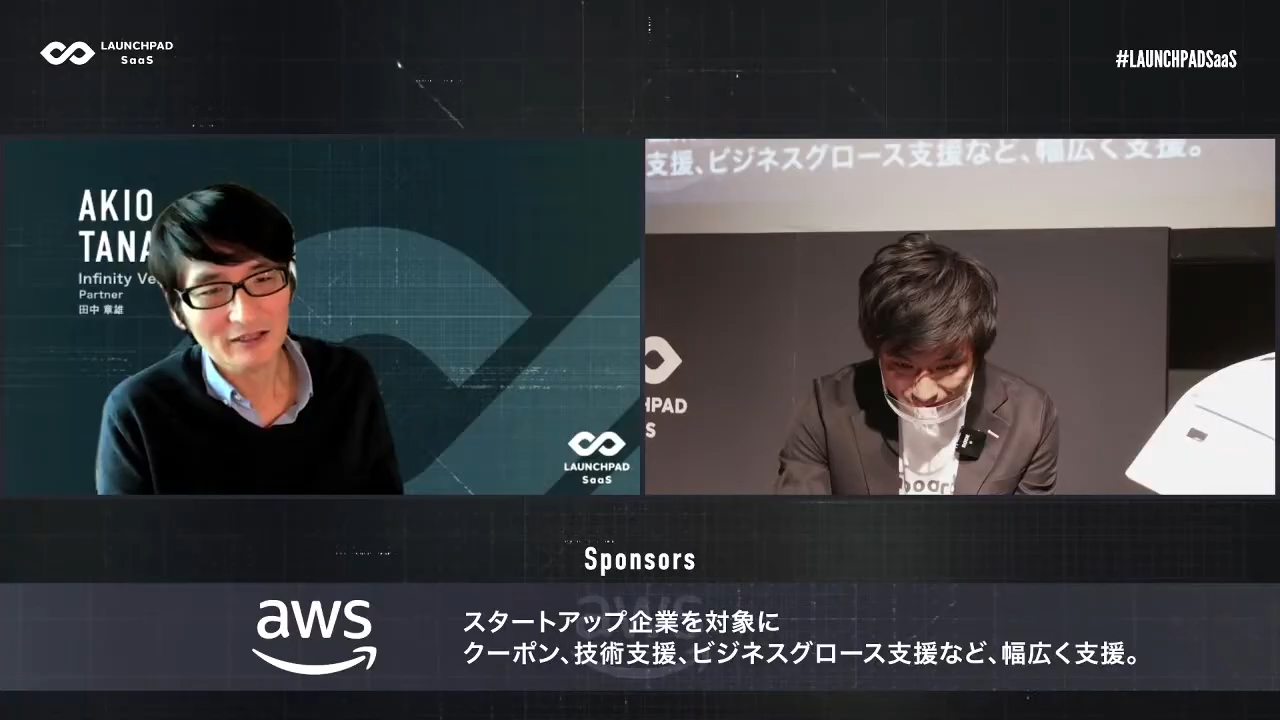 LAUNCHPAD
SaaS
#LAUNCHPADSaaS
AKIO
TANA
Infinity Ve
Partner
田中 章雄
LAUNCHPAD
SaaS
支援、ビジネスグロース支援など、幅広く支援。
HPAD
S
boar
Sponsors
aws
スタートアップ企業を対象に
クーポン、技術支援、ビジネスグロース支援など、幅広く支援。